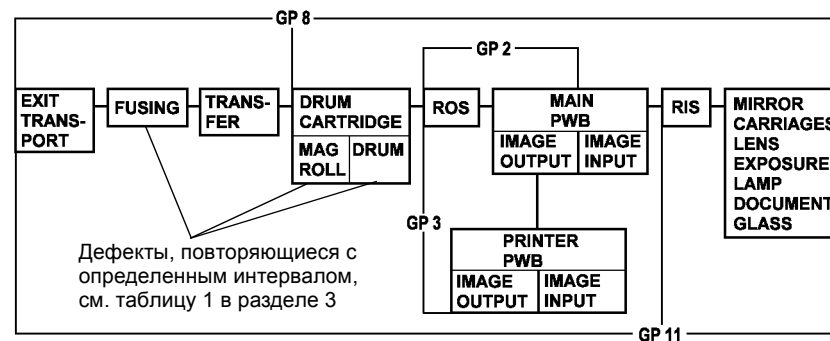 GP 8
GP 2
EXIT
TRANS-
PORT
FUSING
TRANS-
FER
DRUM
CARTRIDGE
MAG
ROLL
DRUM
ROS
MAIN
PWB
IMAGE
OUTPUT
IMAGE
INPUT
RIS
MIRROR
CARRIAGES
LENS
EXPOSURE
LAMP
DOCUMENT
GLASS
GP 3
PRINTER
PWB
IMAGE
OUTPUT
IMAGE
INPUT
Дефекты, повторяющиеся с
определенным интервалом,
см. таблицу 1 в разделе 3
GP 11